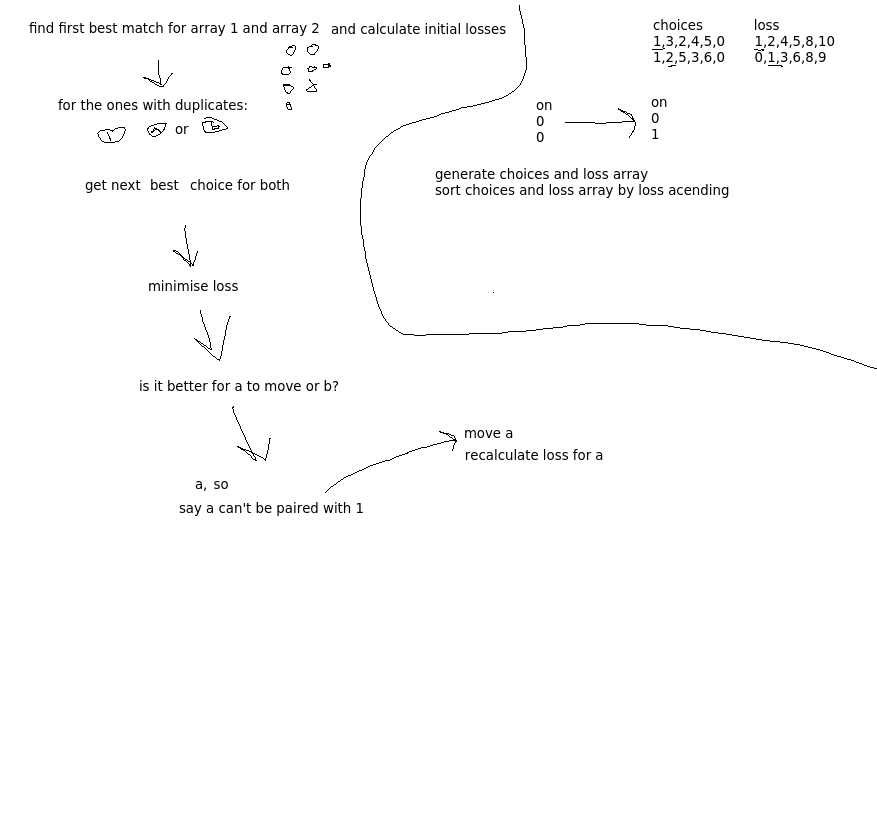 find first best match for array 1 and array 2 and calculate initial losses
for the ones with duplicates:
or
get next best choice for both
minimise loss
is it better for a to move or b?
a, so
say a can't be paired with 1
move a
recalculate loss for a
choices loss
1,3,2,4,5,0 1,2,4,5,8,10
1,2,5,3,6,0 0,1,3,6,8,9
on on
0 0
0 1
generate choices and loss array
sort choices and loss array by loss acending